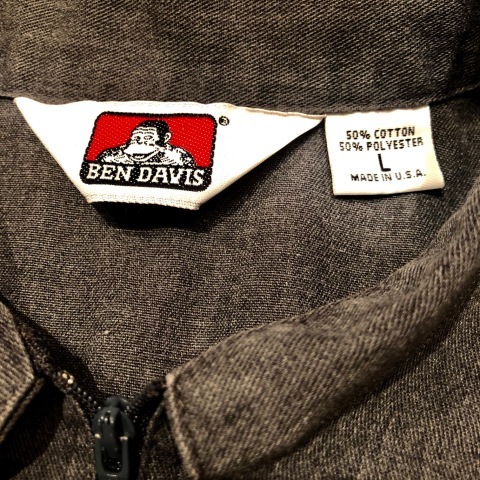 ®
BEN DAVIS
50% COTTON
50% POLYESTER
L
MADE IN U.S.A.